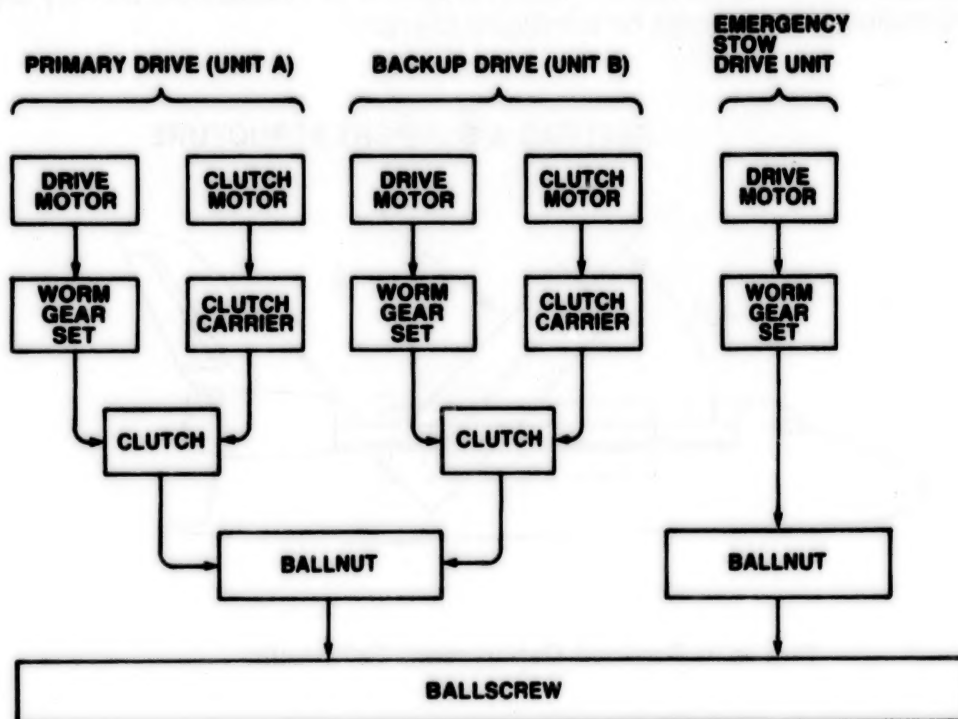 EMERGENCY
STOW
DRIVE UNIT
PRIMARY DRIVE (UNIT A)
BACKUP DRIVE (UNIT B)
DRIVE
MOTOR
CLUTCH
MOTOR
DRIVE
MOTOR
CLUTCH
MOTOR
DRIVE
MOTOR
WORM
GEAR
SET
CLUTCH
CARRIER
WORM
GEAR
SET
CLUTCH
CARRIER
WORM
GEAR
SET
CLUTCH
CLUTCH
BALLNUT
BALLNUT
BALLSCREW